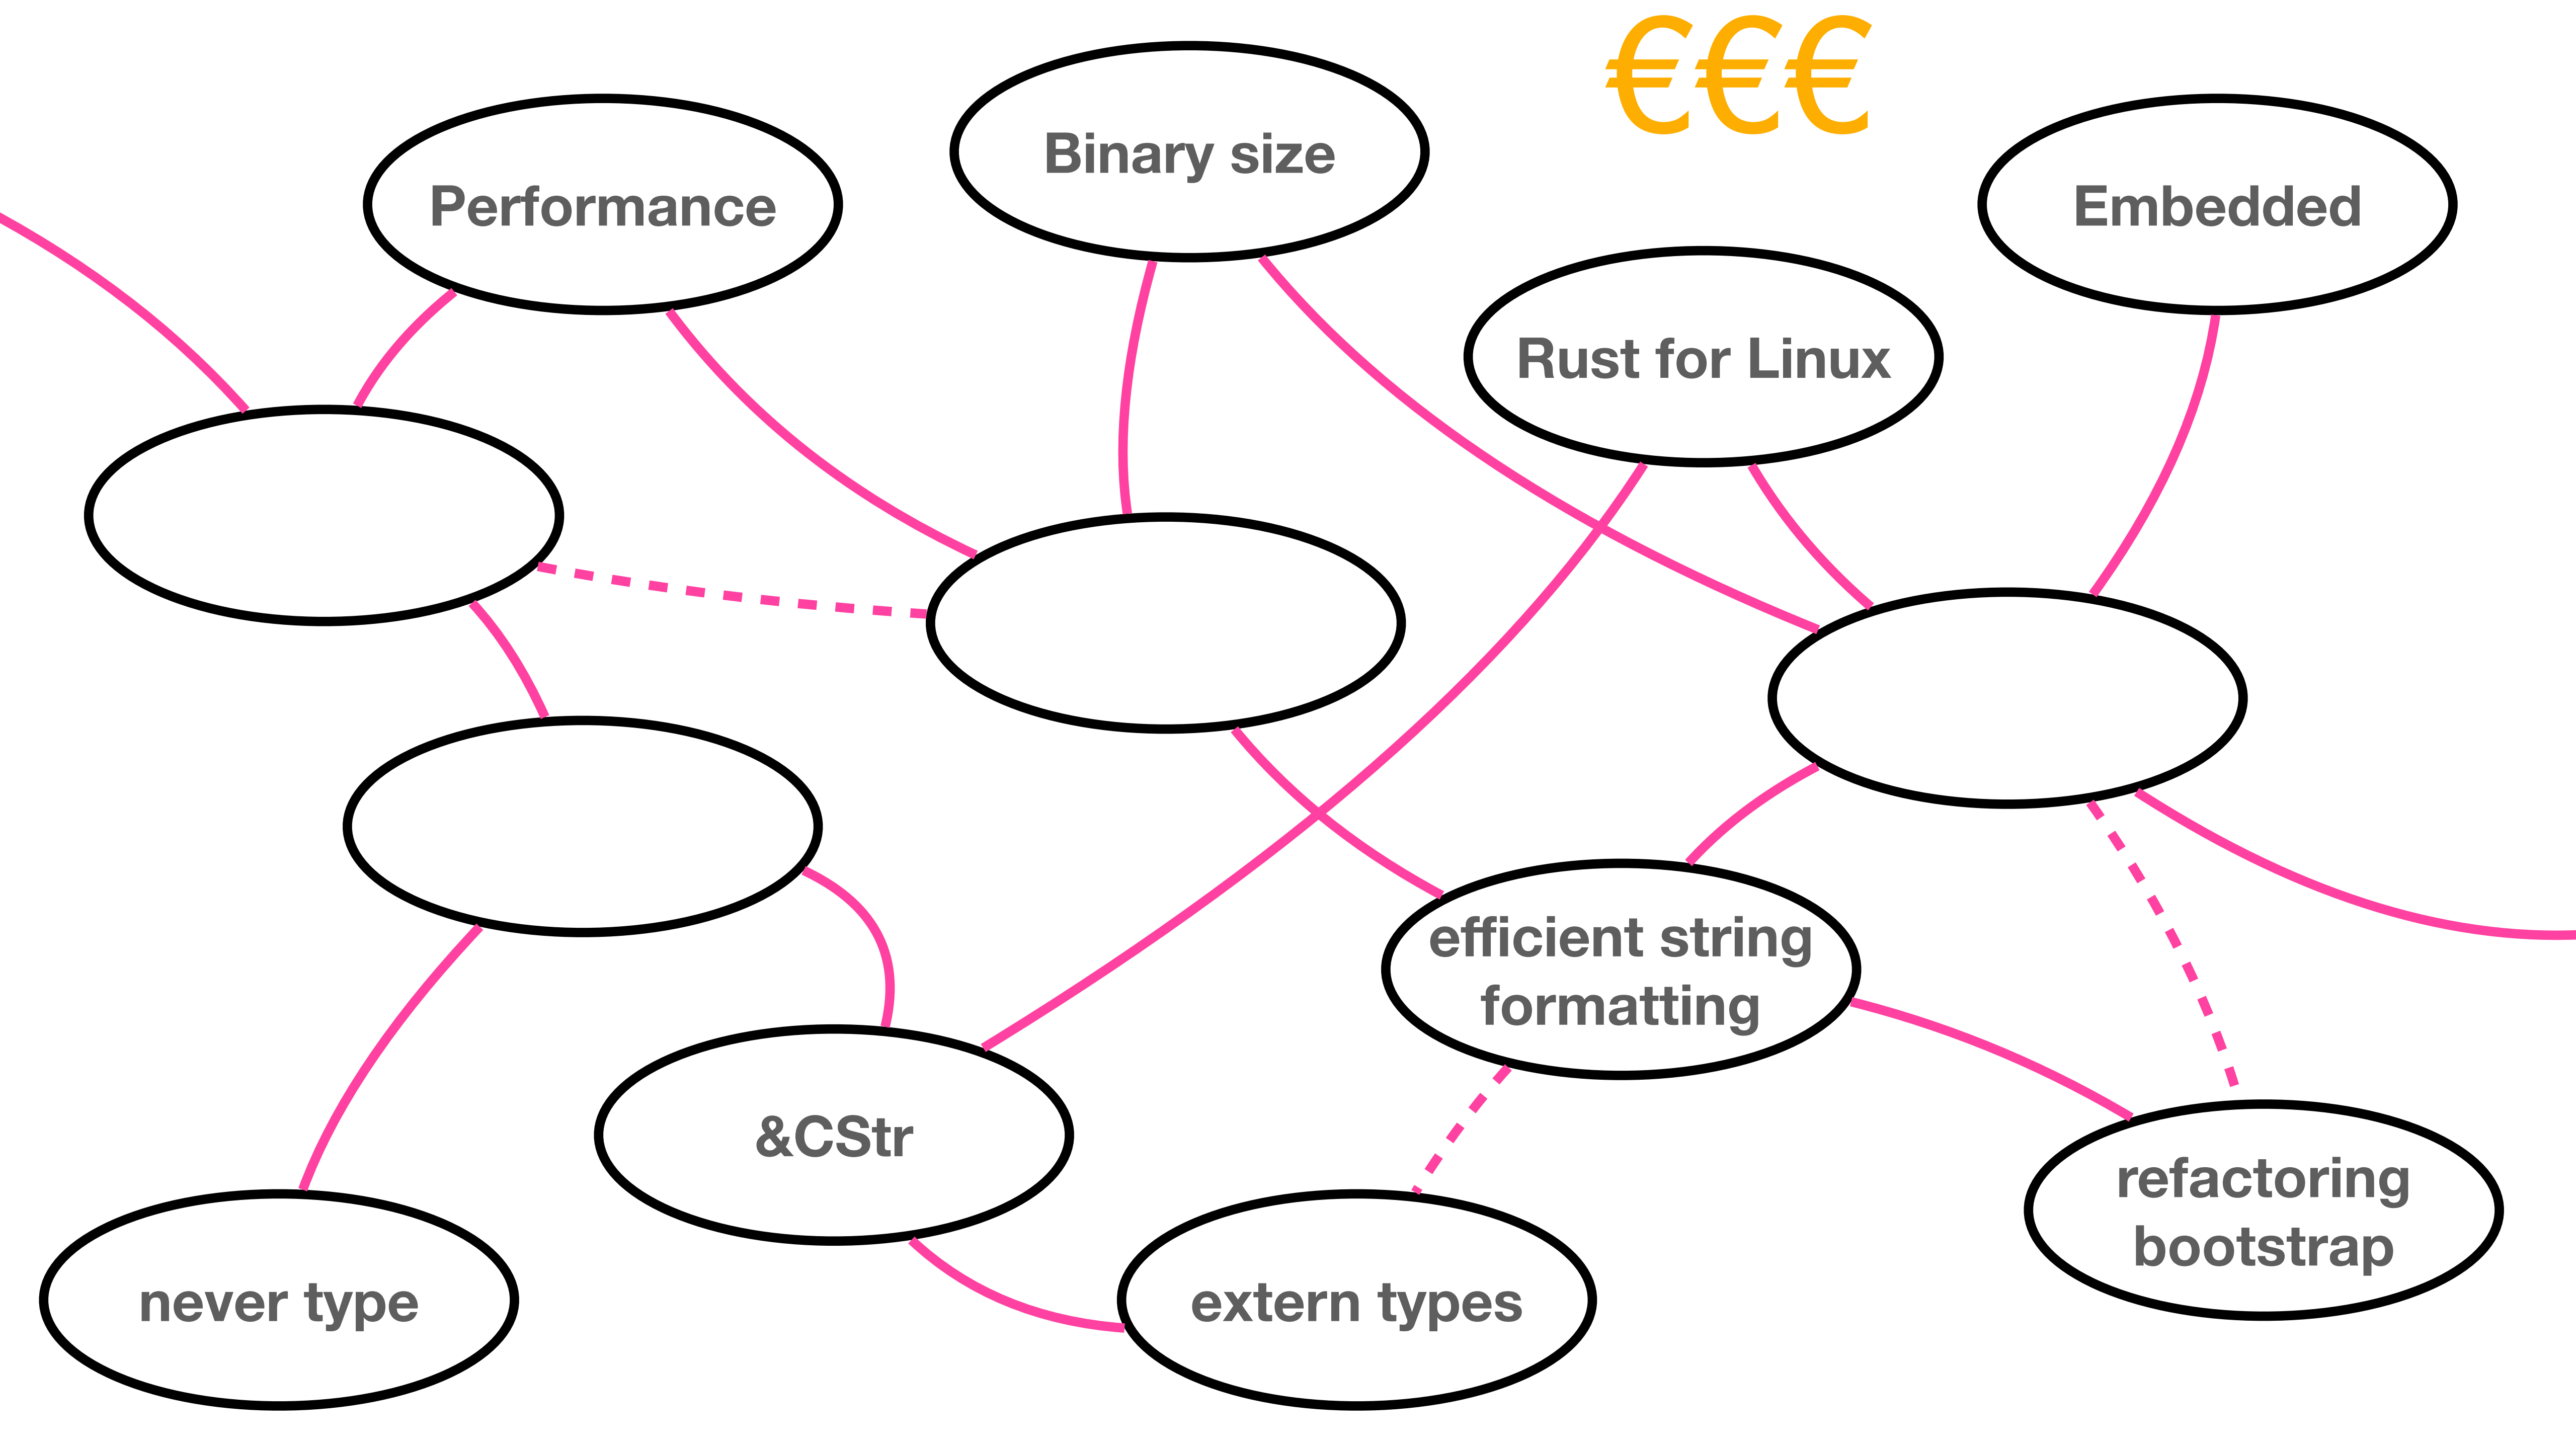 €€€
Performance
Binary size
Embedded
Rust for Linux
efficient string
formatting
&CStr
refactoring
bootstrap
never type
extern types